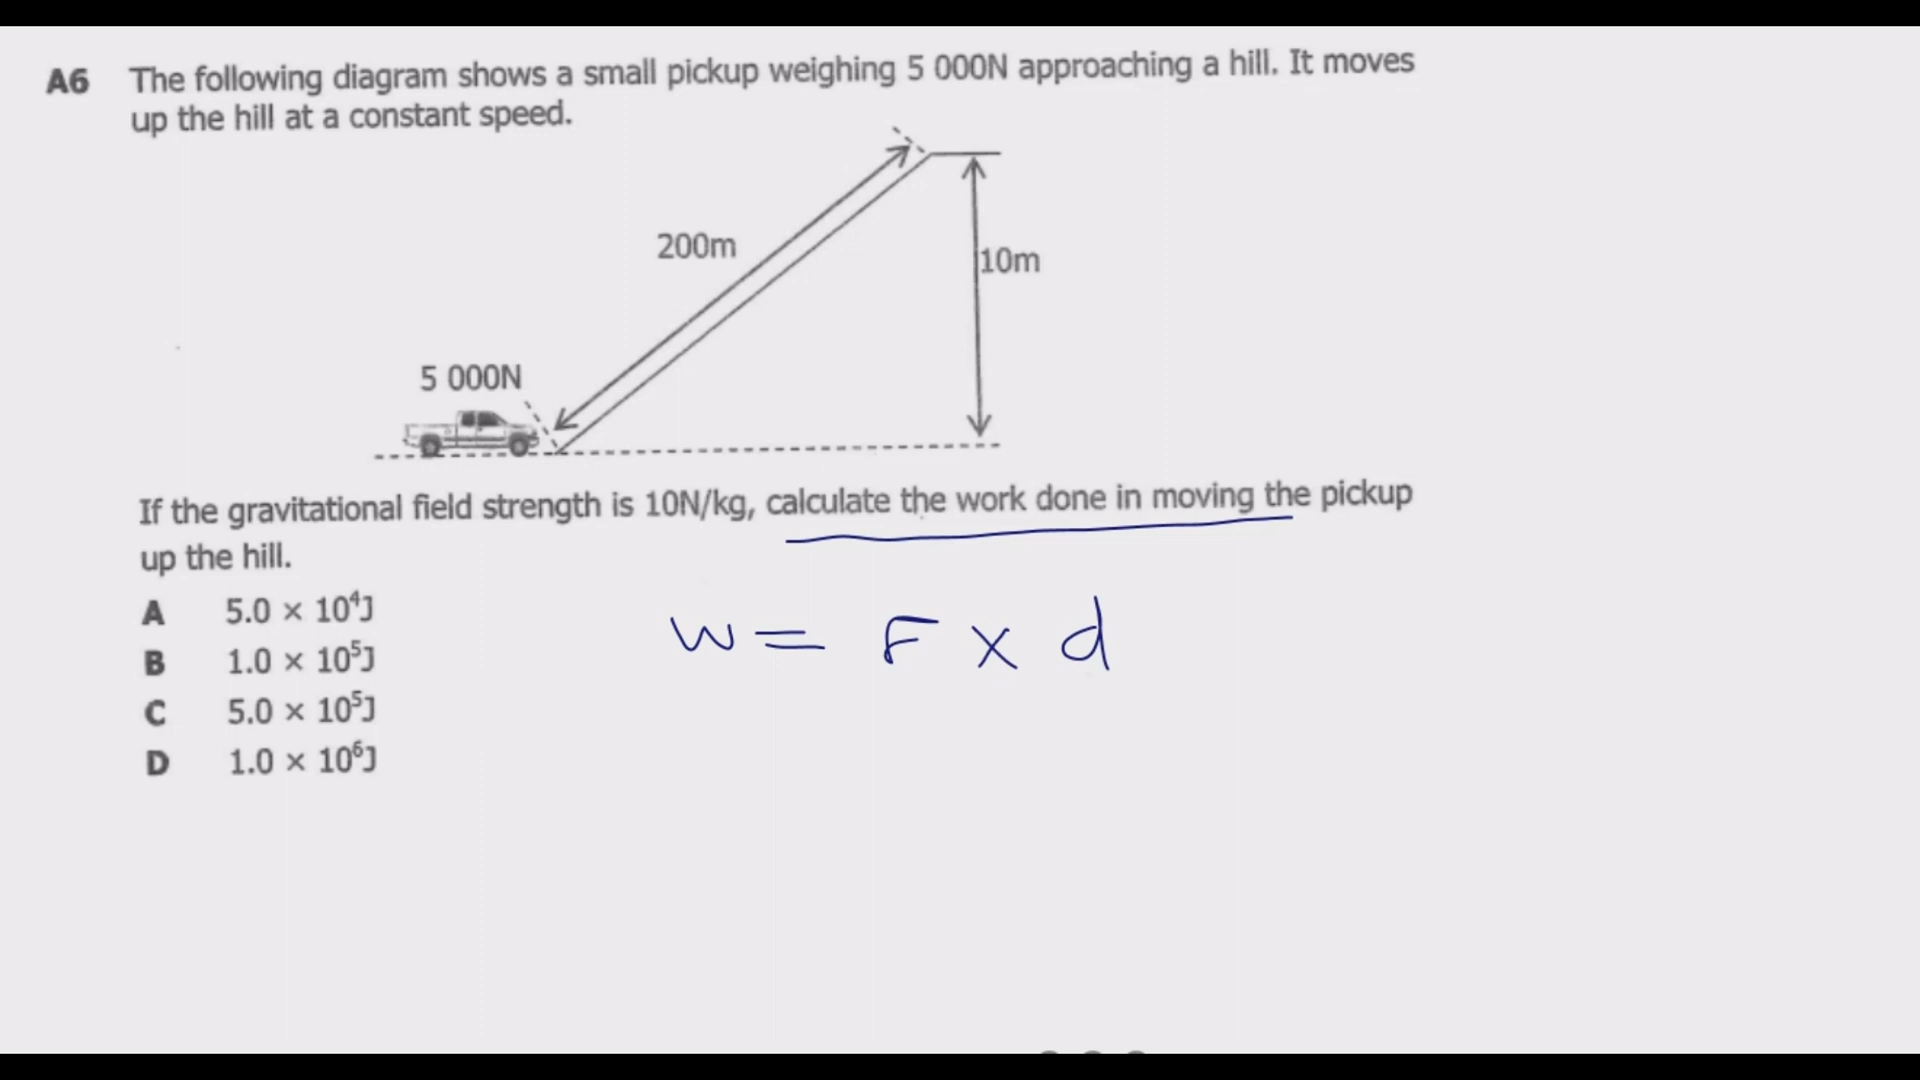 A6 The following diagram shows a small pickup weighing 5 000N approaching a hill. It moves
up the hill at a constant speed.
200m
10m
5 000N
If the gravitational field strength is 10N/kg, calculate the work done in moving the pickup
up the hill.
A 5.0 × 10⁴J
B 1.0 × 10⁵J
C 5.0 × 10⁵J
D 1.0 × 10⁶J
W = F × d